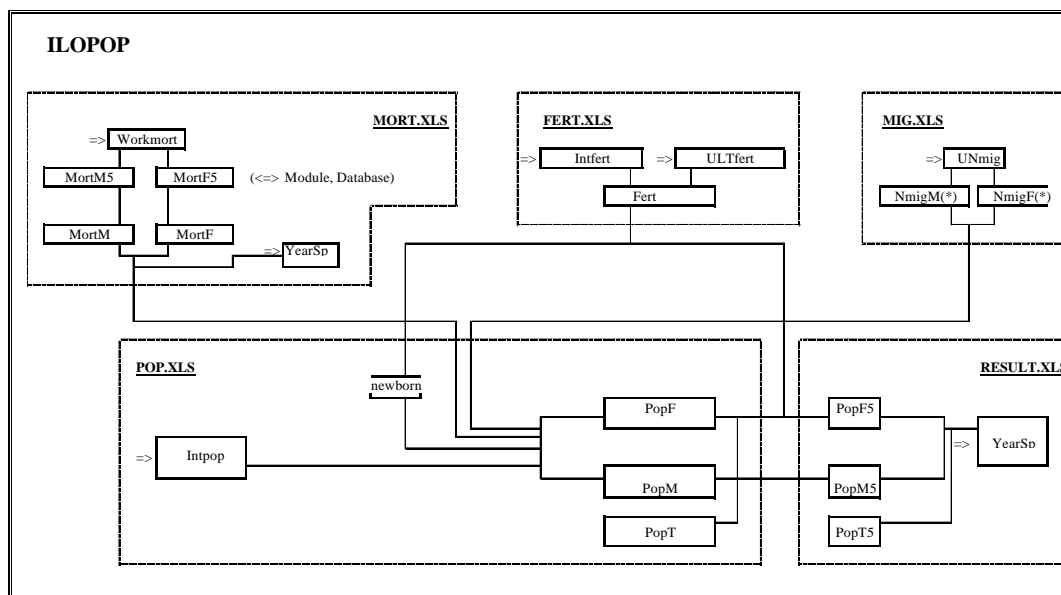 ILOPOP
MORT.XLS
=> Workmort
MortM5
MortF5
(<=> Module, Database)
MortM
MortF
=> YearSp
FERT.XLS
=> Intfert
=> ULTfert
Fert
MIG.XLS
=> UNmig
NmigM(*)
NmigF(*)
POP.XLS
newborn
=> Intpop
PopF
PopM
PopT
RESULT.XLS
PopF5
=> YearSp
PopM5
PopT5